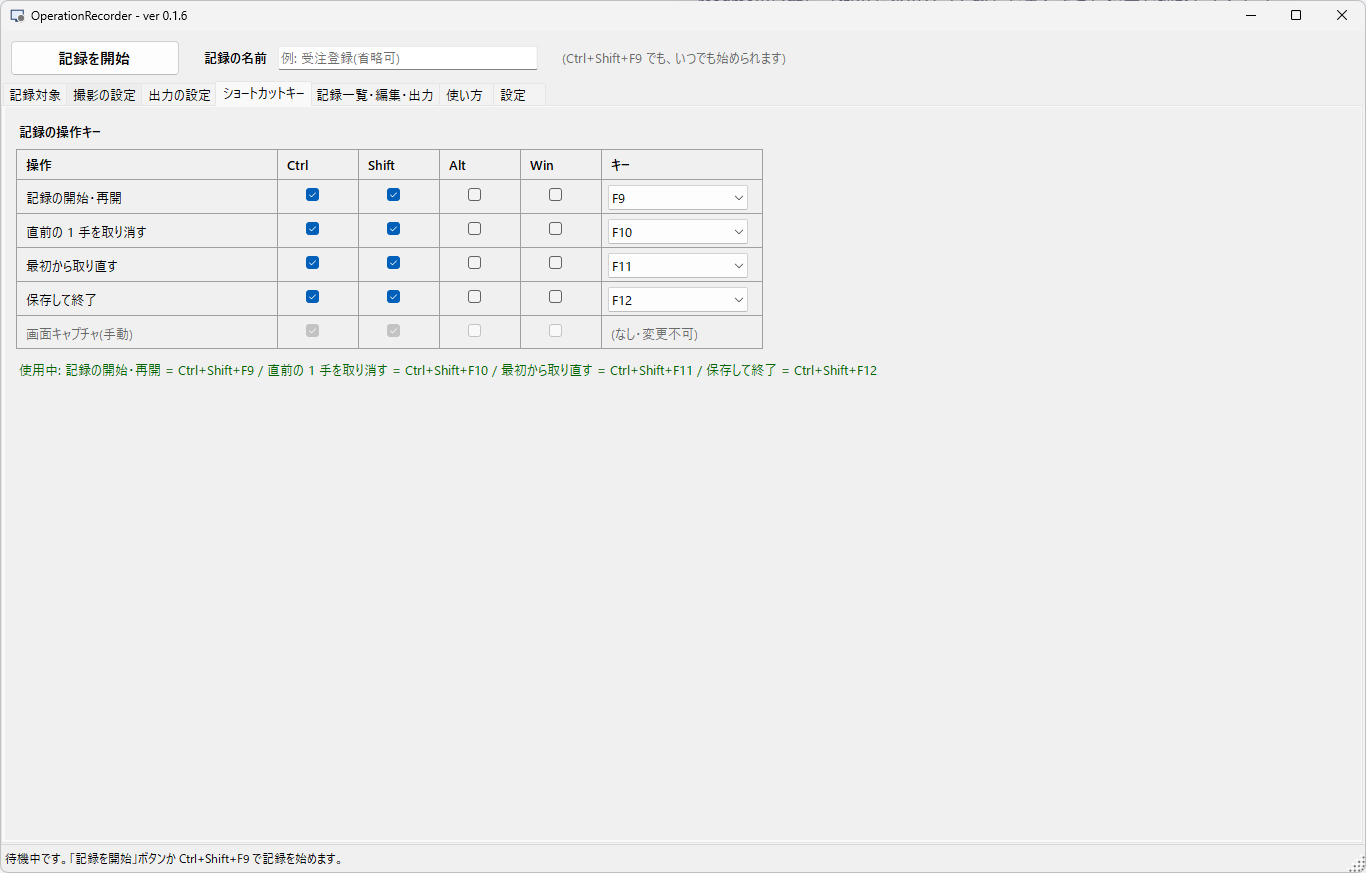 OperationRecorder - ver 0.1.6
記録を開始 記録の名前 例: 受注登録(省略可) (Ctrl+Shift+F9 でも、いつでも始められます)
記録対象 撮影の設定 出力の設定 ショートカットキー 記録一覧・編集・出力 使い方 設定
記録の操作キー
操作 Ctrl Shift Alt Win キー
記録の開始・再開 F9
直前の 1 手を取り消す F10
最初から取り直す F11
保存して終了 F12
画面キャプチャ(手動) (なし・変更不可)
使用中: 記録の開始・再開 = Ctrl+Shift+F9 / 直前の 1 手を取り消す = Ctrl+Shift+F10 / 最初から取り直す = Ctrl+Shift+F11 / 保存して終了 = Ctrl+Shift+F12
待機中です。「記録を開始」ボタンか Ctrl+Shift+F9 で記録を始めます。